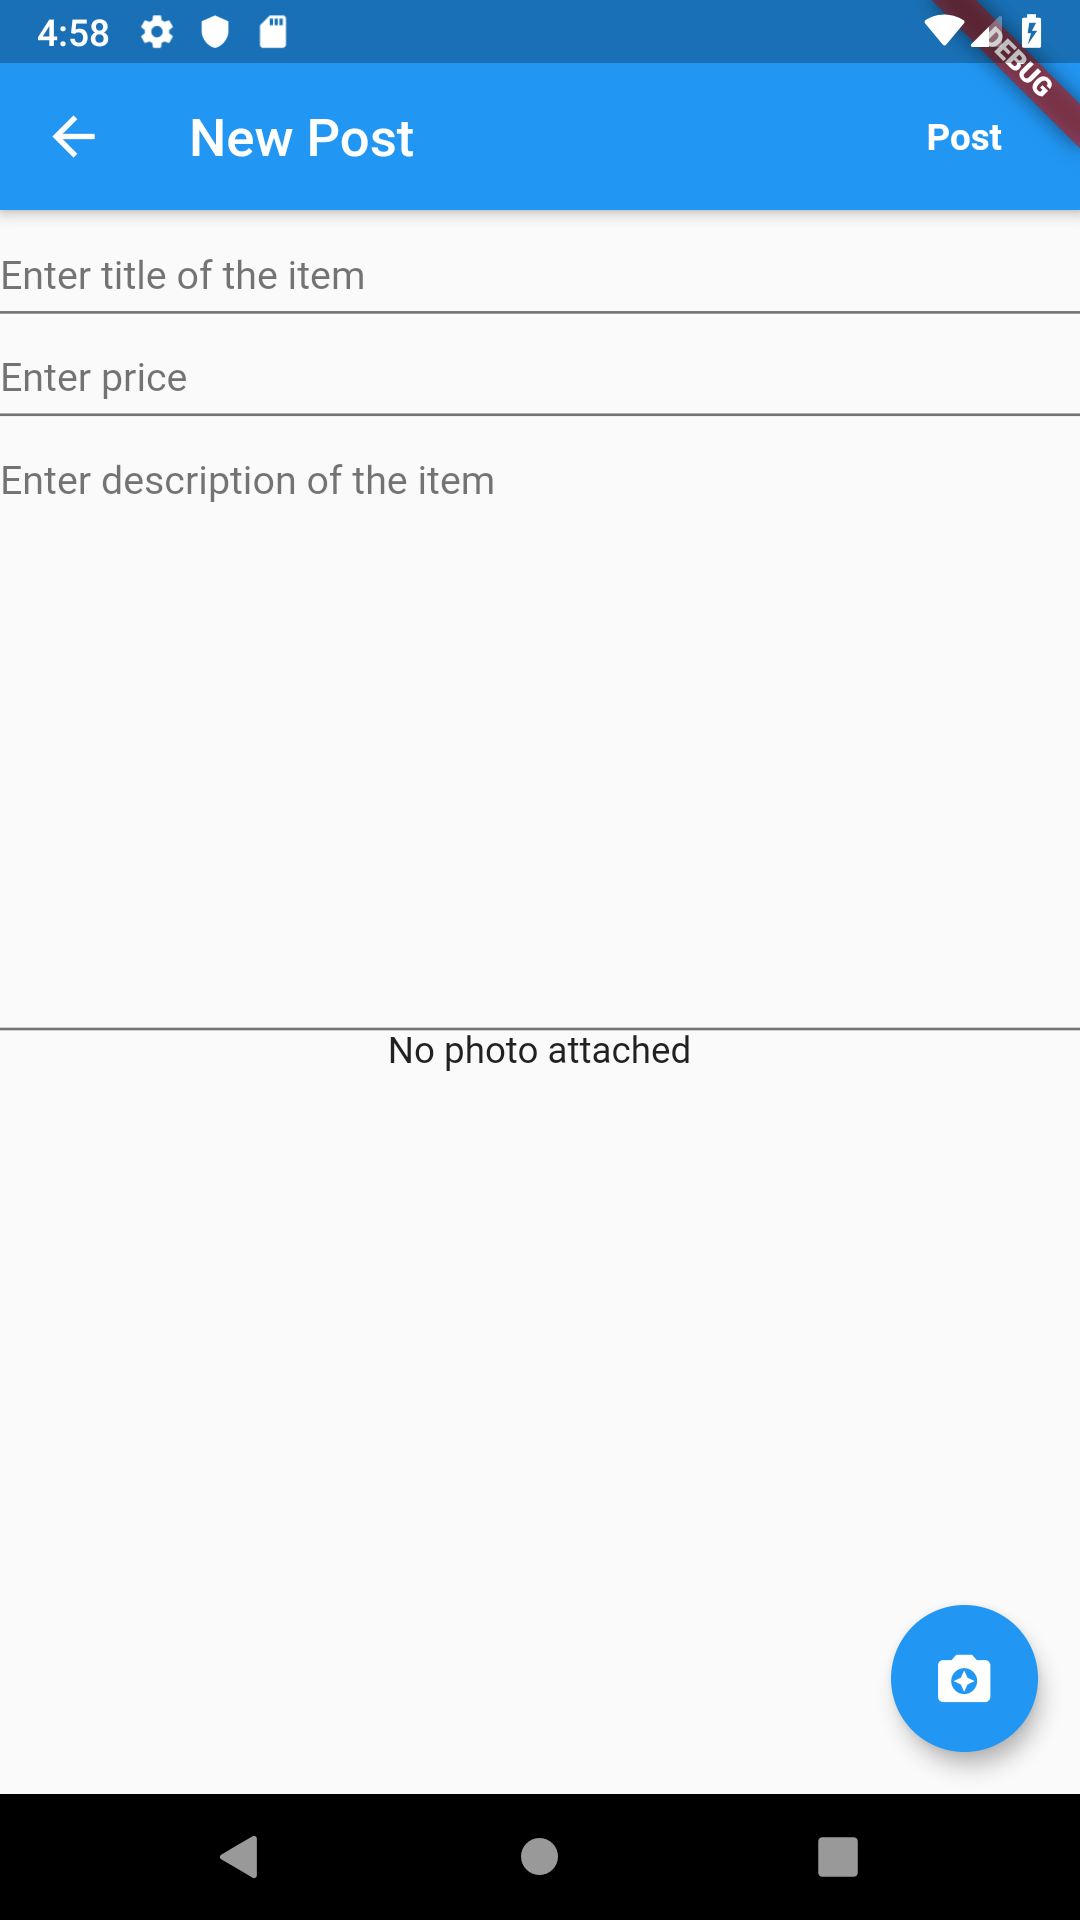 4:58
DEBUG
New Post
Post
Enter title of the item
Enter price
Enter description of the item
No photo attached